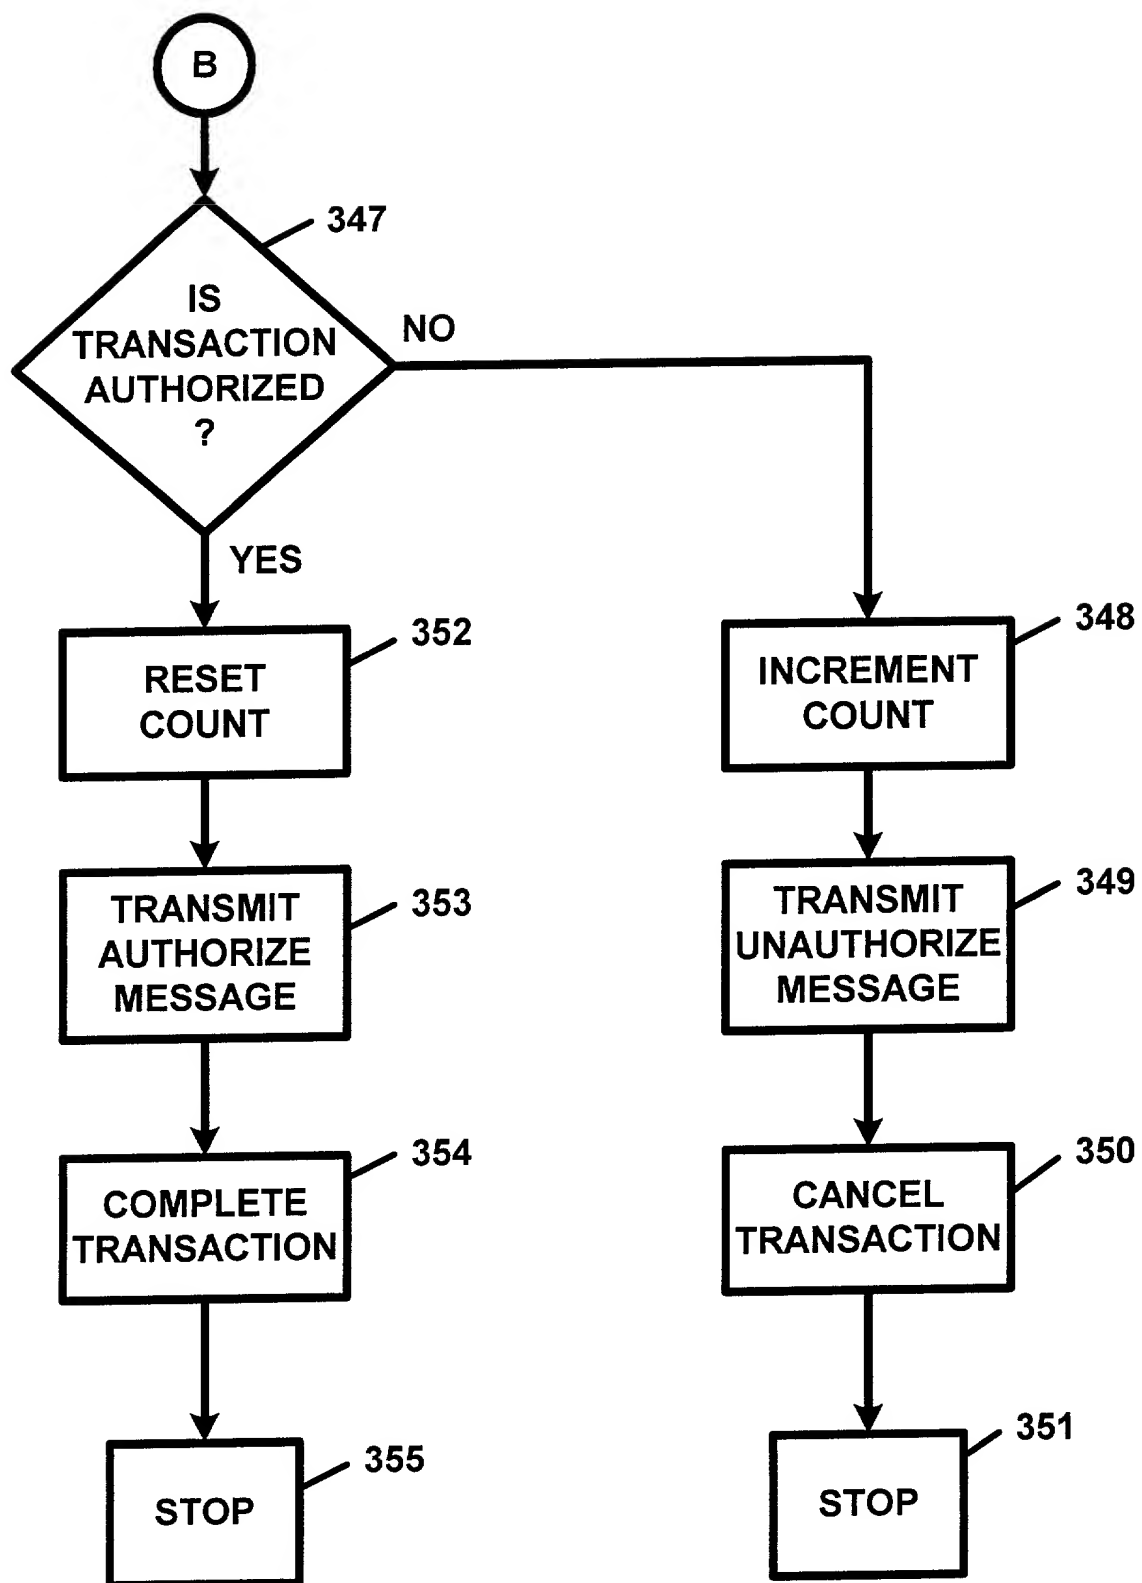 B
347
IS
TRANSACTION
AUTHORIZED
?
NO
YES
352
RESET
COUNT
353
TRANSMIT
AUTHORIZE
MESSAGE
354
COMPLETE
TRANSACTION
355
STOP
348
INCREMENT
COUNT
349
TRANSMIT
UNAUTHORIZE
MESSAGE
350
CANCEL
TRANSACTION
351
STOP